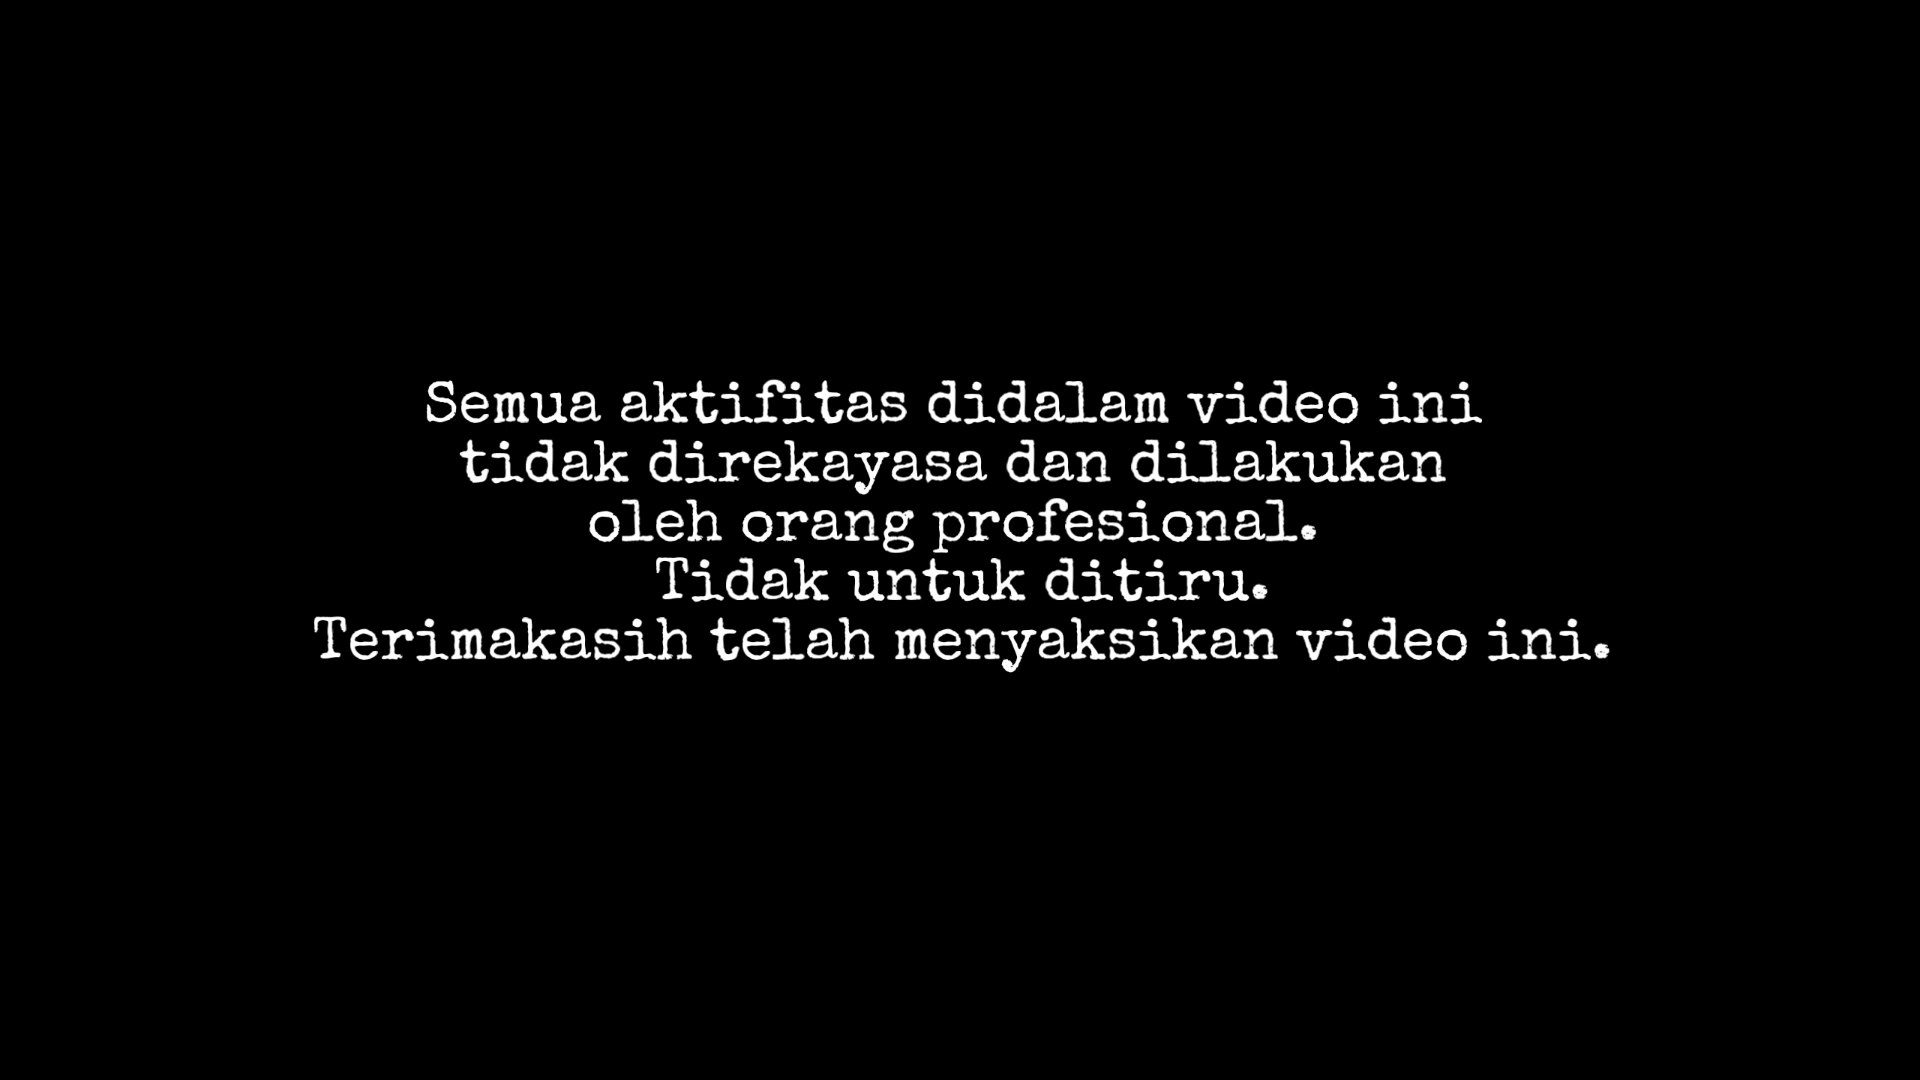 Semua aktifitas didalam video ini
tidak direkayasa dan dilakukan
oleh orang profesional.
Tidak untuk ditiru.
Terimakasih telah menyaksikan video ini.